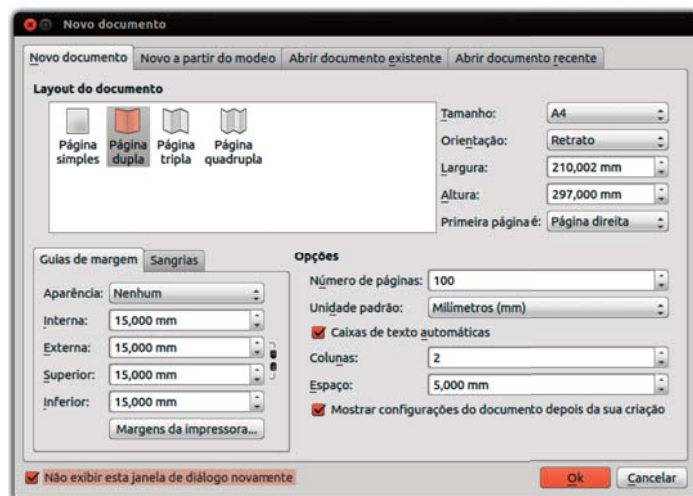 Novo documento
Novo documento Novo a partir do modelo Abrir documento existente Abrir documento recente
Layout do documento
Página simples
Página dupla
Página tripla
Página quadrupla
Tamanho: A4
Orientação: Retrato
Largura: 210,002 mm
Altura: 297,000 mm
Primeira página é: Página direita
Guias de margem Sangrias
Aparência: Nenhum
Interna: 15,000 mm
Externa: 15,000 mm
Superior: 15,000 mm
Inferior: 15,000 mm
Margens da impressora...
Opções
Número de páginas: 100
Unidade padrão: Milímetros (mm)
Caixas de texto automáticas
Colunas: 2
Espaço: 5,000 mm
Mostrar configurações do documento depois da sua criação
Não exibir esta janela de diálogo novamente
Ok Cancelar